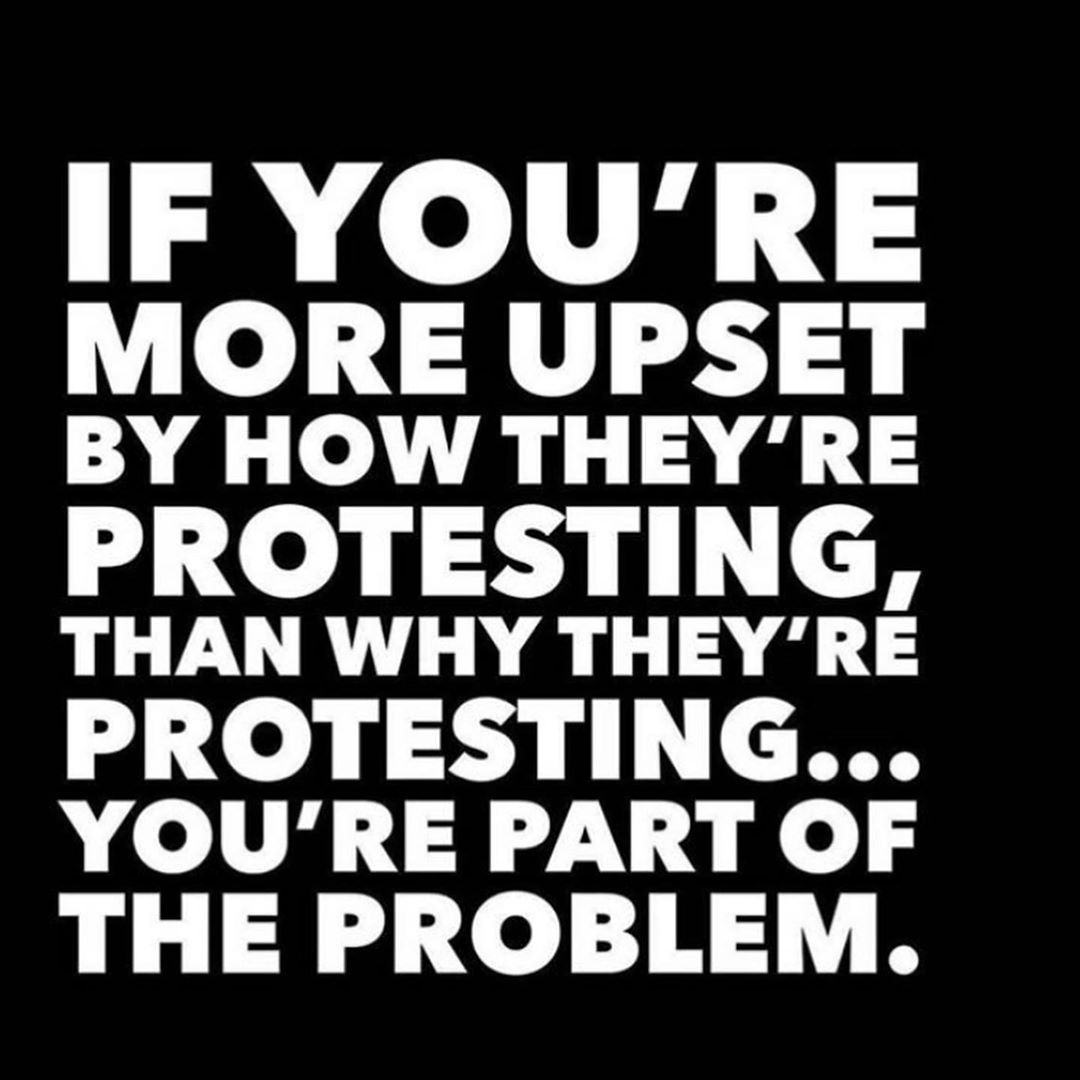 IF YOU'RE
MORE UPSET
BY HOW THEY'RE
PROTESTING,
THAN WHY THEY'RE
PROTESTING...
YOU'RE PART OF
THE PROBLEM.